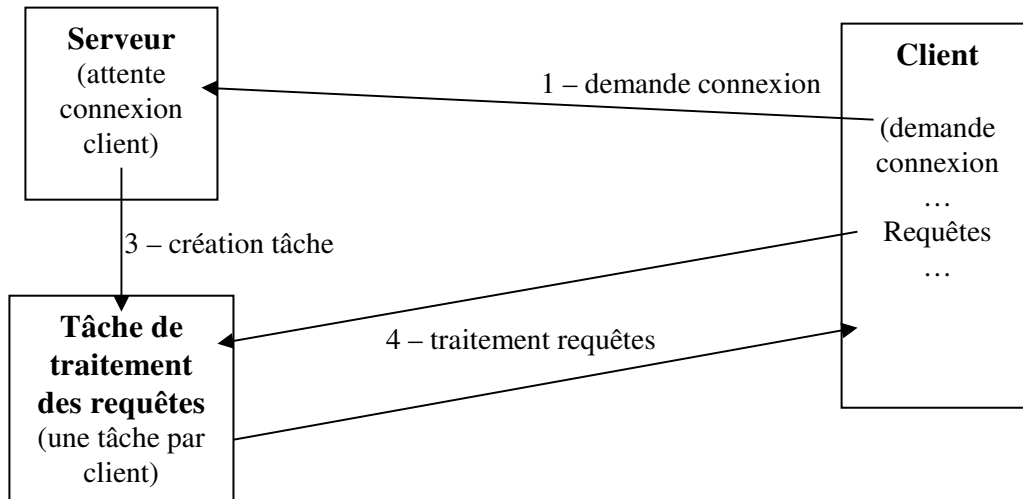 Serveur
(attente
connexion
client)
1 – demande connexion
Client
(demande
connexion
…
Requêtes
…
3 – création tâche
Tâche de
traitement
des requêtes
(une tâche par
client)
4 – traitement requêtes